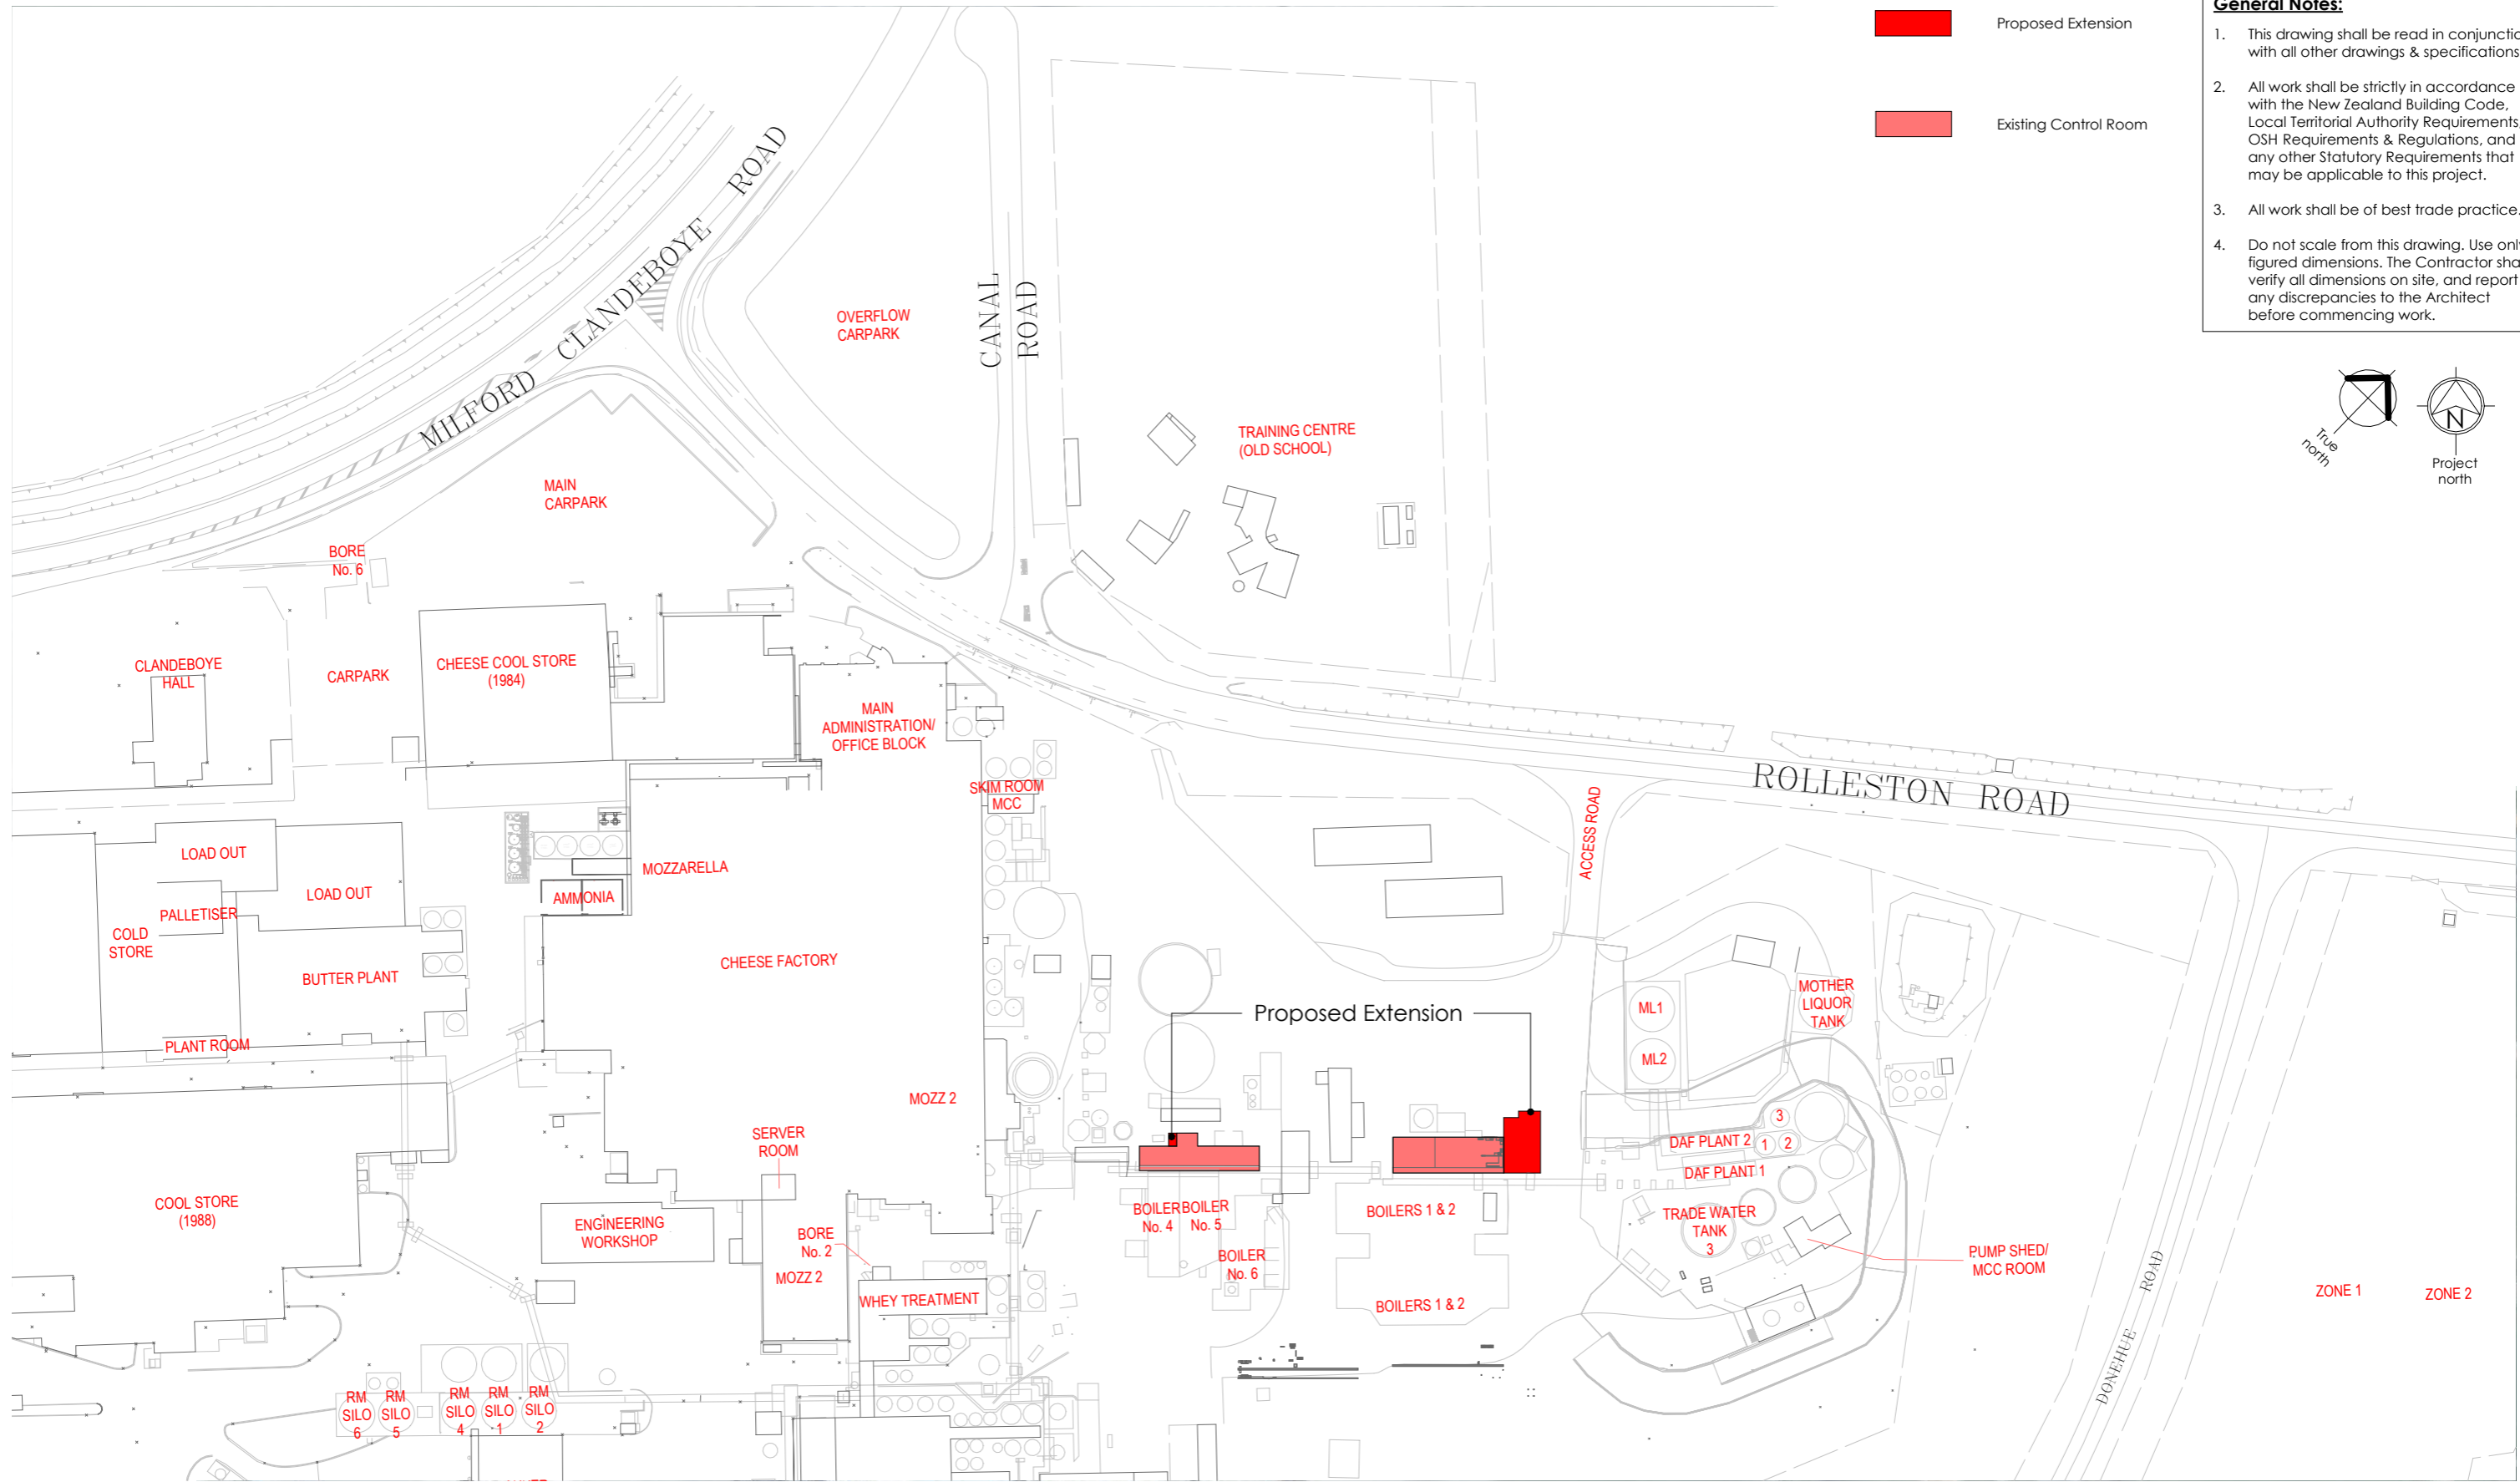 Proposed Extension
Existing Control Room
General Notes:
1. This drawing shall be read in conjunctio
with all other drawings & specifications
2. All work shall be strictly in accordance
with the New Zealand Building Code,
Local Territorial Authority Requirements,
OSH Requirements & Regulations, and
any other Statutory Requirements that
may be applicable to this project.
3. All work shall be of best trade practice.
4. Do not scale from this drawing. Use only
figured dimensions. The Contractor sha
verify all dimensions on site, and report
any discrepancies to the Architect
before commencing work.
True
north
N
Project
north
MILFORD CLANDEBOYE ROAD
OVERFLOW
CARPARK
CANAL
ROAD
TRAINING CENTRE
(OLD SCHOOL)
MAIN
CARPARK
BORE
No. 6
CLANDEBOYE
HALL
CARPARK
CHEESE COOL STORE
(1984)
MAIN
ADMINISTRATION/
OFFICE BLOCK
SKIM ROOM
MCC
ROLLESTON ROAD
ACCESS ROAD
LOAD OUT
LOAD OUT
PALLETISER
COLD
STORE
BUTTER PLANT
PLANT ROOM
AMMONIA
MOZZARELLA
CHEESE FACTORY
MOZZ 2
Proposed Extension
ML1
ML2
MOTHER
LIQUOR
TANK
SERVER
ROOM
COOL STORE
(1988)
ENGINEERING
WORKSHOP
BORE
No. 2
MOZZ 2
WHEY TREATMENT
BOILER
No. 4
BOILER
No. 5
BOILER
No. 6
BOILERS 1 & 2
BOILERS 1 & 2
DAF PLANT 2
3
1
2
DAF PLANT 1
TRADE WATER
TANK
3
PUMP SHED/
MCC ROOM
DONEHUE ROAD
ZONE 1
ZONE 2
RM
SILO
6
RM
SILO
5
RM
SILO
4
RM
SILO
1
RM
SILO
2